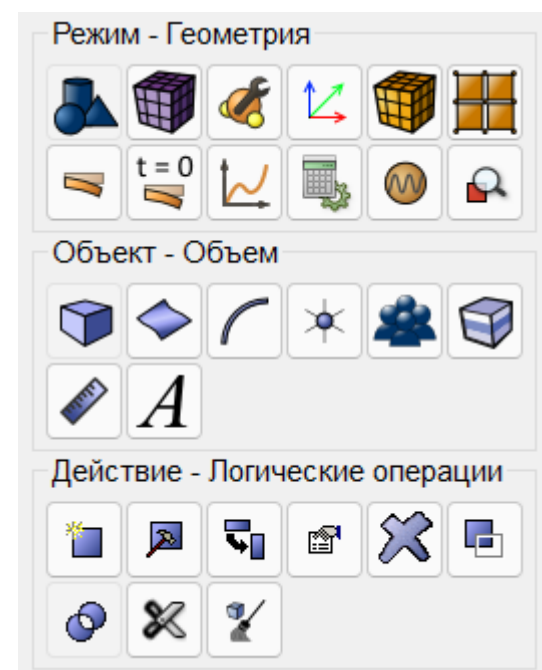 Режим - Геометрия
t = 0
Объект - Объем
A
Действие - Логические операции